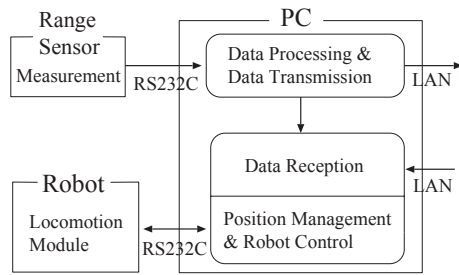 Range
Sensor
Measurement
RS232C
PC
Data Processing &
Data Transmission
LAN
Data Reception
LAN
Robot
Locomotion
Module
RS232C
Position Management
& Robot Control